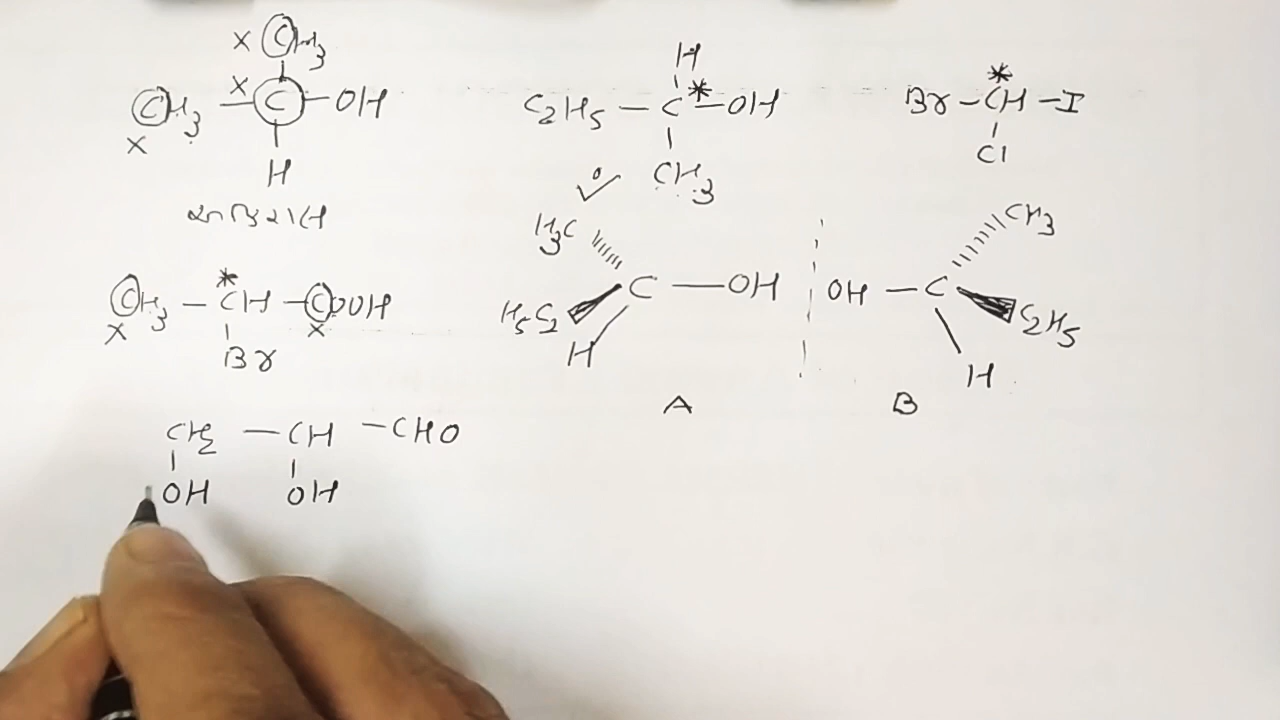 x CH3
CH3 — C — OH
x
x
H
C2H5 — C* — OH
H
CH3
Br — CH — I
*
Cl
CH3 — CH — COOH
*
x
x
Br
H3C
H5C2
C — OH
H
A
OH — C
CH3
C2H5
H
B
CH2 — CH — CHO
OH OH